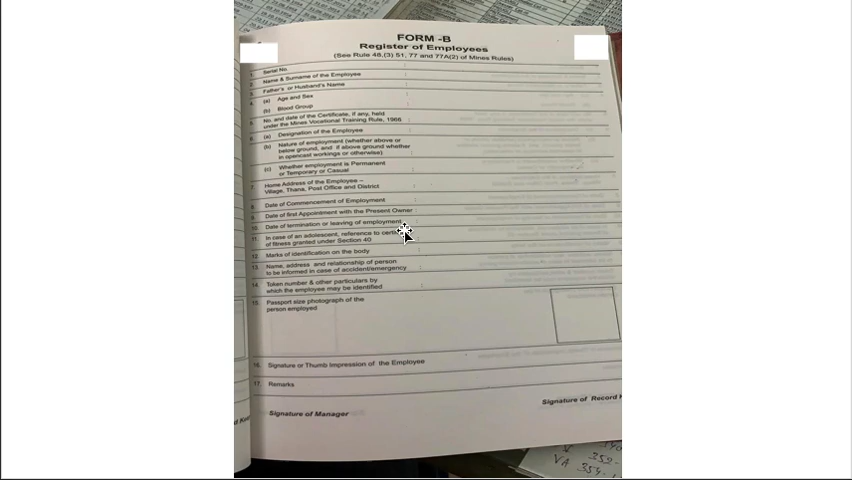 FORM -B
Register of Employees
(See Rule 48,(3) 51, 77 and 77A(2) of Mines Rules)
1. Serial No. :
2. Name & Surname of the Employee :
3. Father's or Husband's Name :
4. (a) Age and Sex :
(b) Blood Group :
5. No. and date of the Certificate, if any, held
under the Mines Vocational Training Rule, 1966 :
6. (a) Designation of the Employee :
(b) Nature of employment (whether above or
below ground, and if above ground whether
in opencast workings or otherwise) :
(c) Whether employment is Permanent
or Temporary or Casual :
7. Home Address of the Employee –
Village, Thana, Post Office and District :
8. Date of Commencement of Employment :
9. Date of first Appointment with the Present Owner :
10. Date of termination or leaving of employment
11. In case of an adolescent, reference to
of fitness granted under Section 40
12. Marks of identification on the body :
13. Name, address and relationship of person
to be informed in case of accident/emergency :
14. Token number & other particulars by
which the employee may be identified :
15. Passport size photograph of the
person employed
16. Signature or Thumb Impression of the Employee
17. Remarks
Signature of Record
Signature of Manager
352-
VA 359-